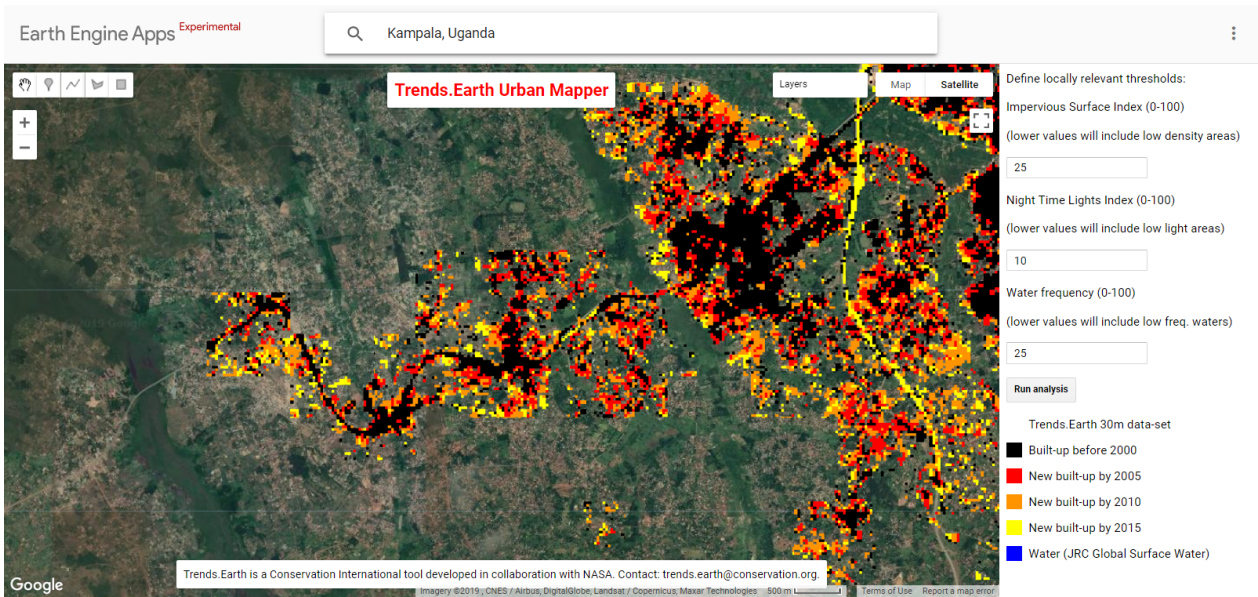 Earth Engine Apps Experimental
Kampala, Uganda
Trends.Earth Urban Mapper
Layers
Map
Satellite
+
−
Define locally relevant thresholds:
Impervious Surface Index (0-100)
(lower values will include low density areas)
25
Night Time Lights Index (0-100)
(lower values will include low light areas)
10
Water frequency (0-100)
(lower values will include low freq. waters)
25
Run analysis
Trends.Earth 30m data-set
Built-up before 2000
New built-up by 2005
New built-up by 2010
New built-up by 2015
Water (JRC Global Surface Water)
Trends.Earth is a Conservation International tool developed in collaboration with NASA. Contact: trends.earth@conservation.org.
Google
Imagery ©2019 , CNES / Airbus, DigitalGlobe, Landsat / Copernicus, Maxar Technologies
500 m
Terms of Use
Report a map error